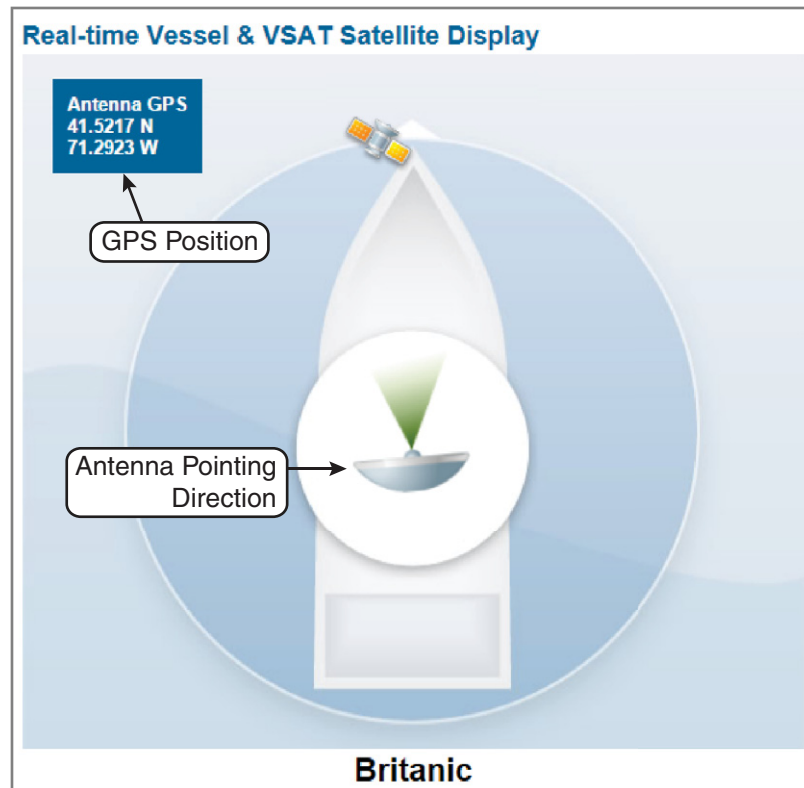 Real-time Vessel & VSAT Satellite Display
Antenna GPS
41.5217 N
71.2923 W
GPS Position
Antenna Pointing
Direction
Britanic